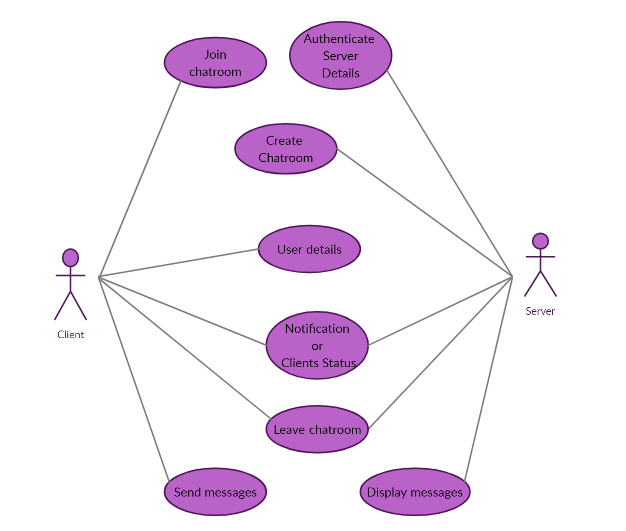 Join
chatroom
Authenticate
Server
Details
Create
Chatroom
User details
Client
Server
Notification
or
Clients Status
Leave chatroom
Send messages
Display messages